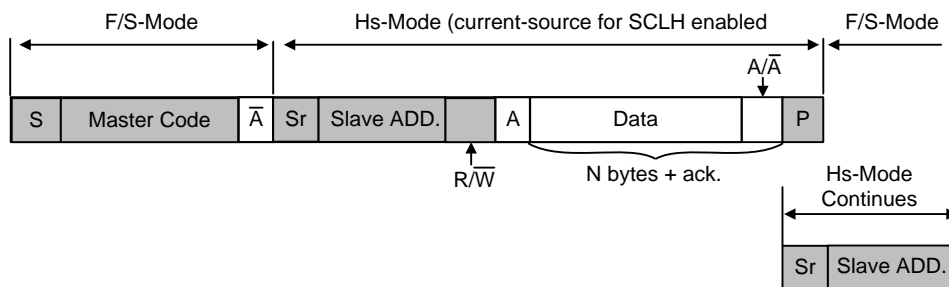 F/S-Mode
Hs-Mode (current-source for SCLH enabled
F/S-Mode
A/A̅
S
Master Code
A̅
Sr
Slave ADD.
A
Data
P
R/W̅
N bytes + ack.
Hs-Mode
Continues
Sr
Slave ADD.